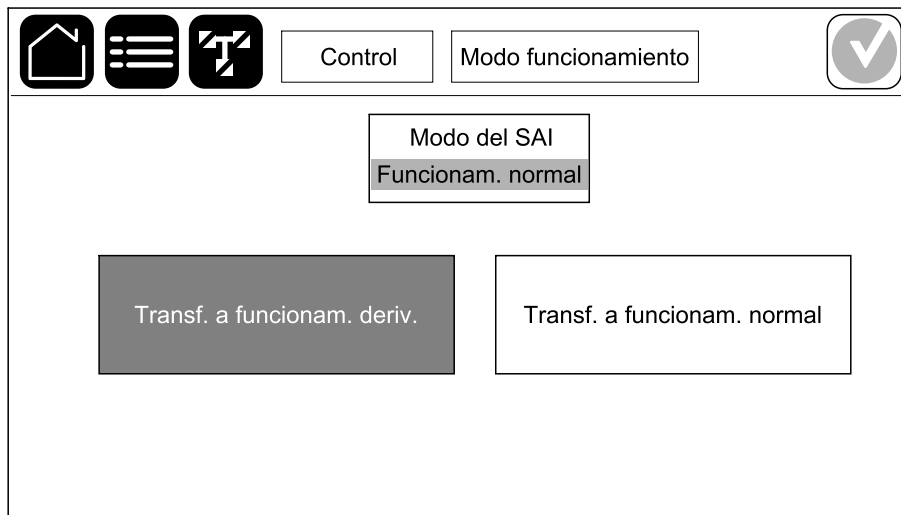 Control
Modo funcionamiento
Modo del SAI
Funcionam. normal
Transf. a funcionam. deriv.
Transf. a funcionam. normal